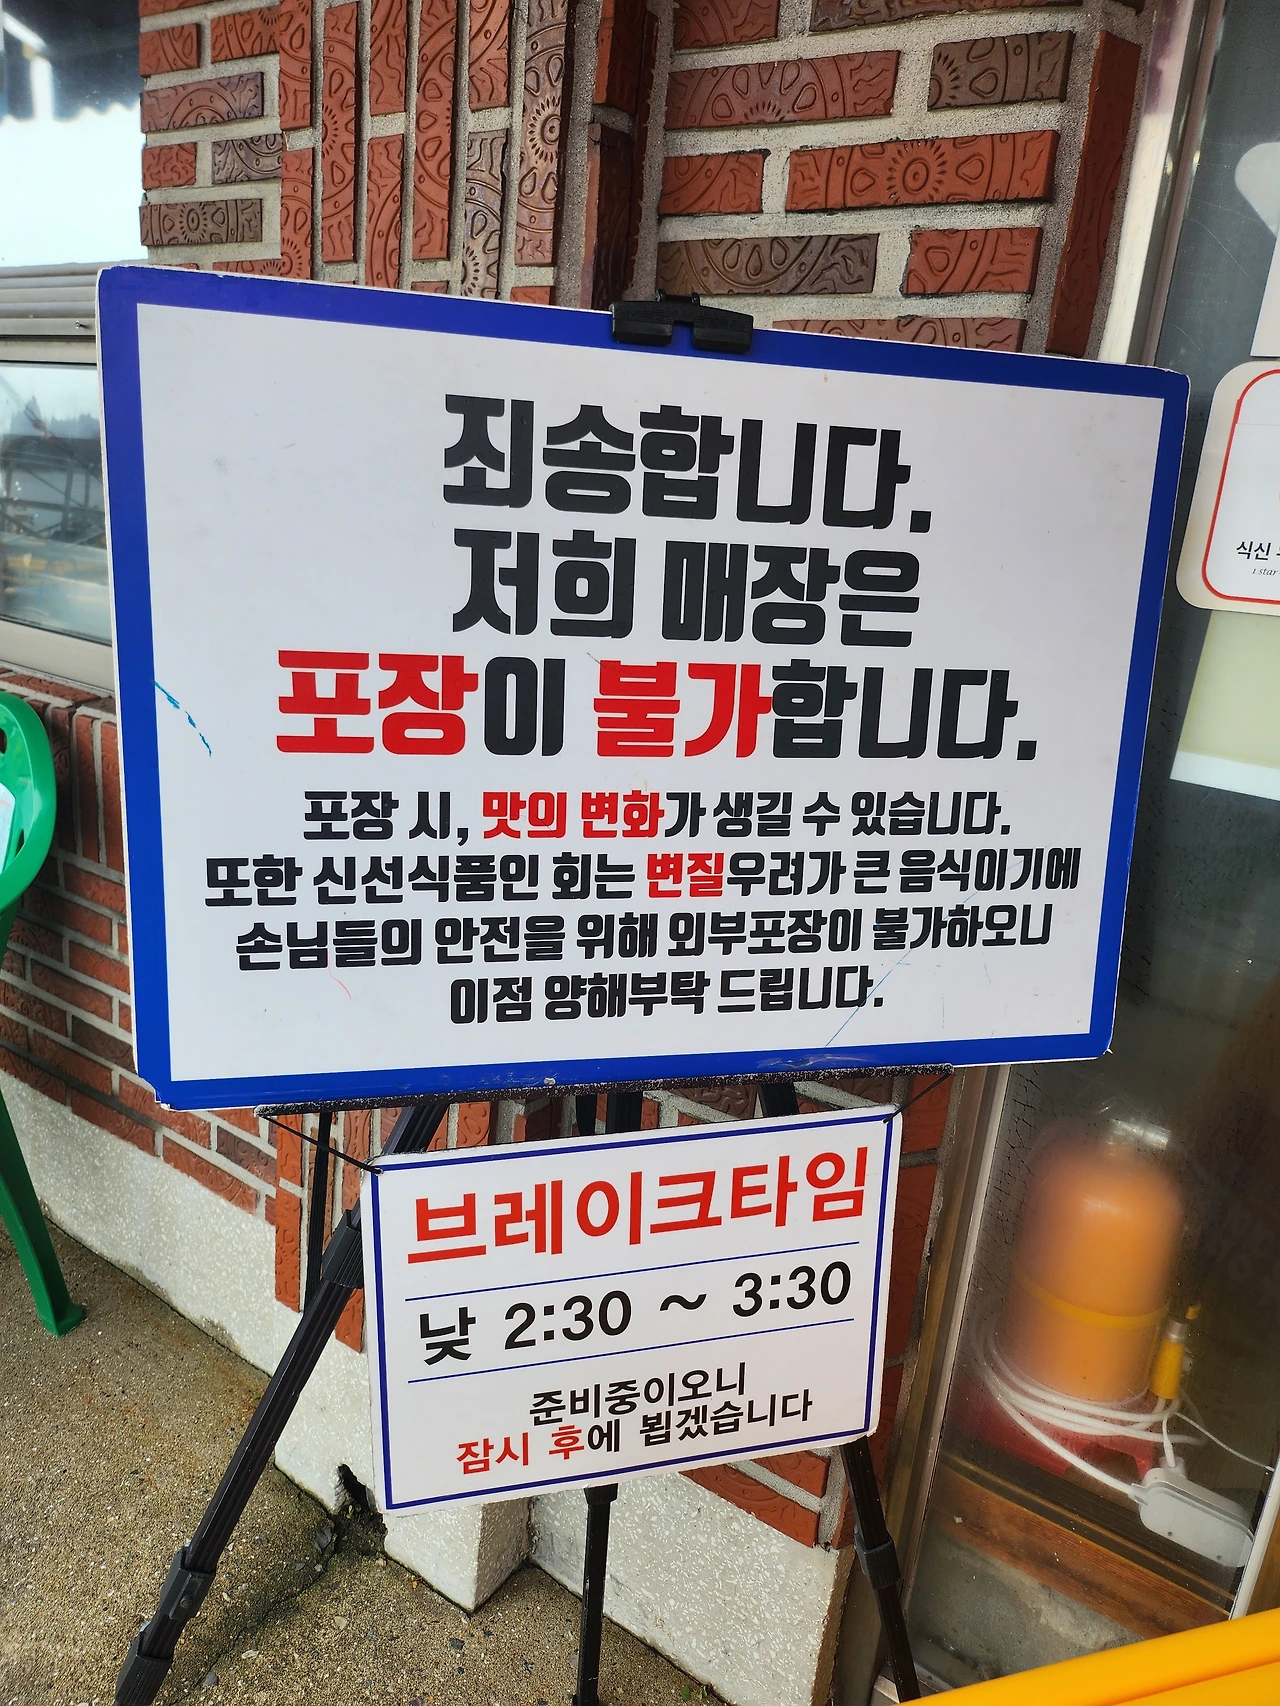 죄송합니다.
저희 매장은
포장이 불가합니다.
포장 시, 맛의 변화가 생길 수 있습니다.
또한 신선식품인 회는 변질우려가 큰 음식이기에
손님들의 안전을 위해 외부포장이 불가하오니
이점 양해부탁 드립니다.
브레이크타임
낮 2:30 ~ 3:30
준비중이오니
잠시 후에 뵙겠습니다
식신
1 star